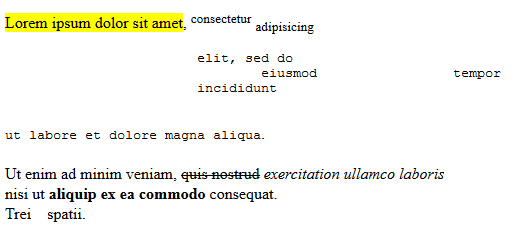 Lorem ipsum dolor sit amet, consectetur adipisicing
elit, sed do
eiusmod tempor
incididunt
ut labore et dolore magna aliqua.
Ut enim ad minim veniam, quis nostrud exercitation ullamco laboris
nisi ut aliquip ex ea commodo consequat.
Trei spatii.